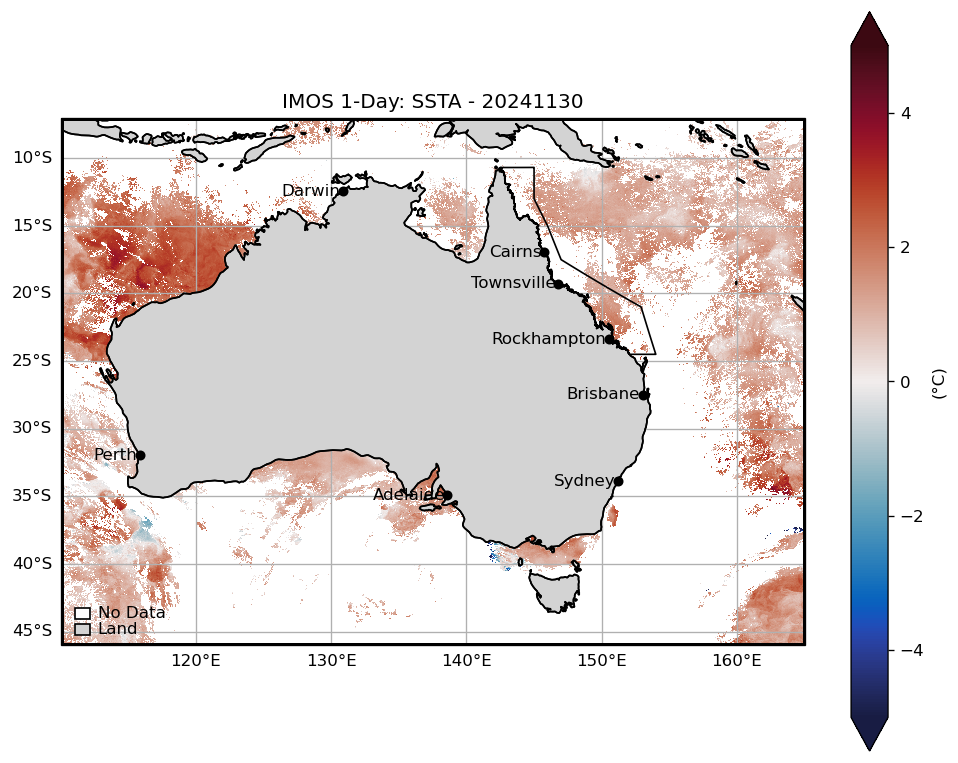 IMOS 1-Day: SSTA - 20241130
10°S
15°S
20°S
25°S
30°S
35°S
40°S
45°S
Darwin
Cairns
Townsville
Rockhampton
Brisbane
Perth
Sydney
Adelaide
No Data
Land
120°E 130°E 140°E 150°E 160°E
4
2
0
−2
−4
(°C)